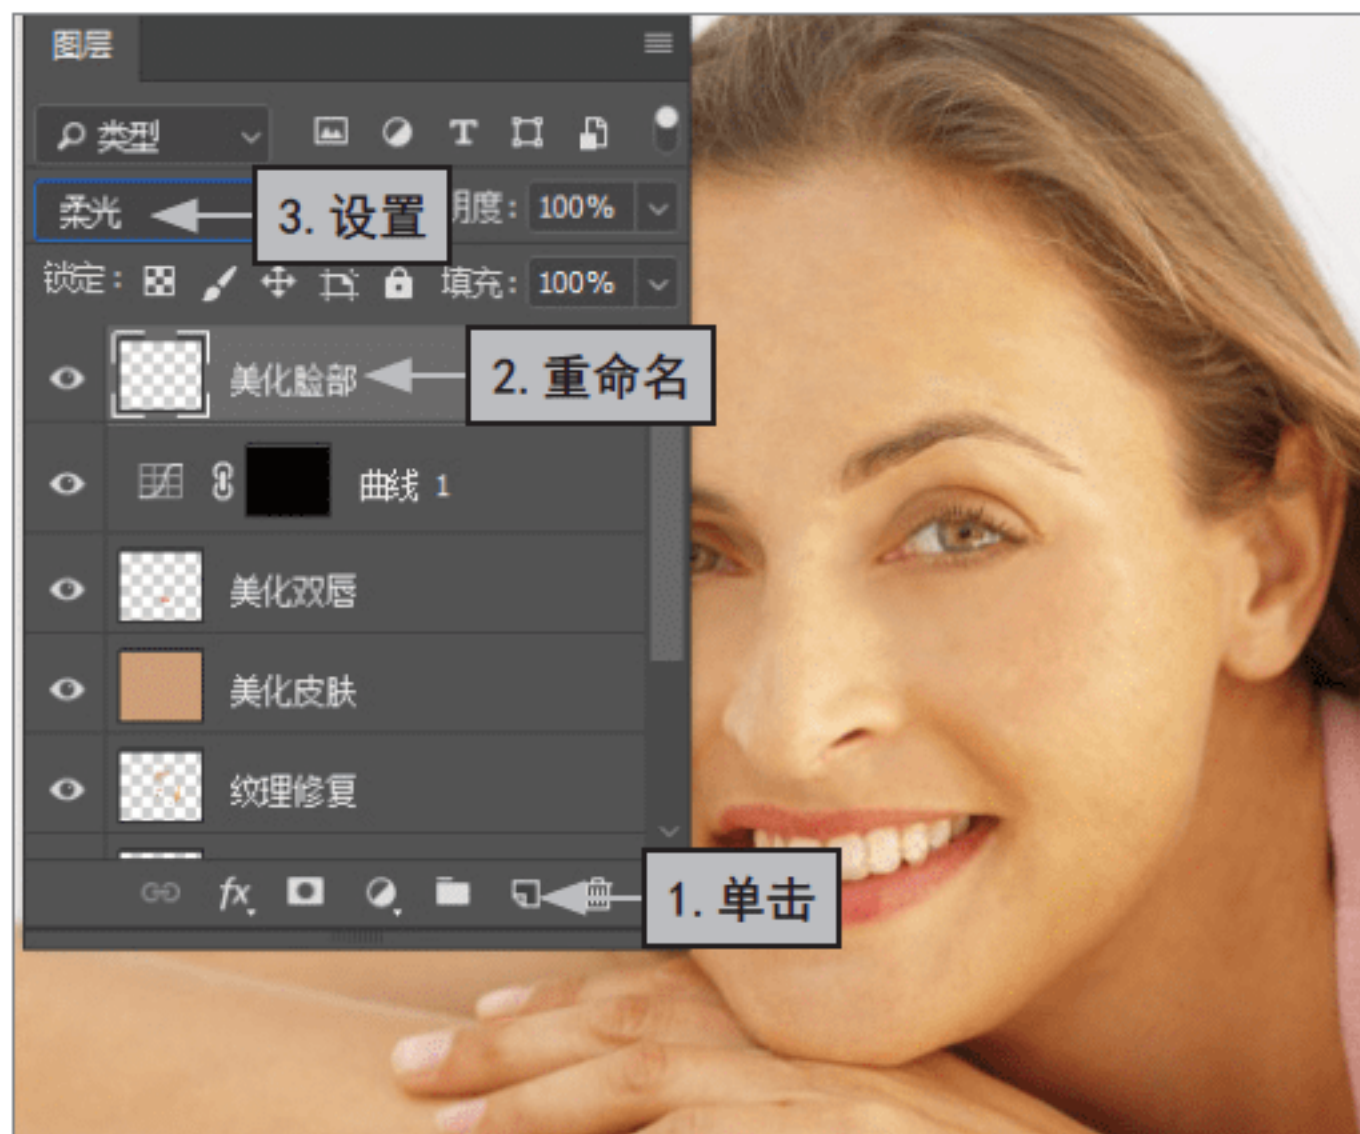 图层
类型
柔光
3. 设置
明度: 100%
锁定:
填充: 100%
美化脸部
2. 重命名
曲线 1
美化双唇
美化皮肤
纹理修复
fx
1. 单击